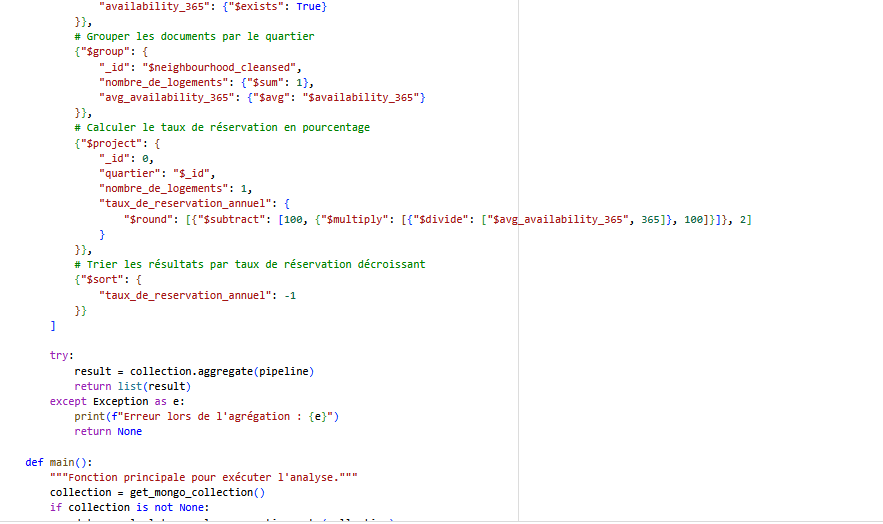 "availability_365": {"$exists": True}
}},
# Grouper les documents par le quartier
{"$group": {
"_id": "$neighbourhood_cleansed",
"nombre_de_logements": {"$sum": 1},
"avg_availability_365": {"$avg": "$availability_365"}
}},
# Calculer le taux de réservation en pourcentage
{"$project": {
"_id": 0,
"quartier": "$_id",
"nombre_de_logements": 1,
"taux_de_reservation_annuel": {
"$round": [{"$subtract": [100, {"$multiply": [{"$divide": ["$avg_availability_365", 365]}, 100]}]}, 2]
}
}},
# Trier les résultats par taux de réservation décroissant
{"$sort": {
"taux_de_reservation_annuel": -1
}}
]
try:
result = collection.aggregate(pipeline)
return list(result)
except Exception as e:
print(f"Erreur lors de l'agrégation : {e}")
return None
def main():
"""Fonction principale pour exécuter l'analyse."""
collection = get_mongo_collection()
if collection is not None: